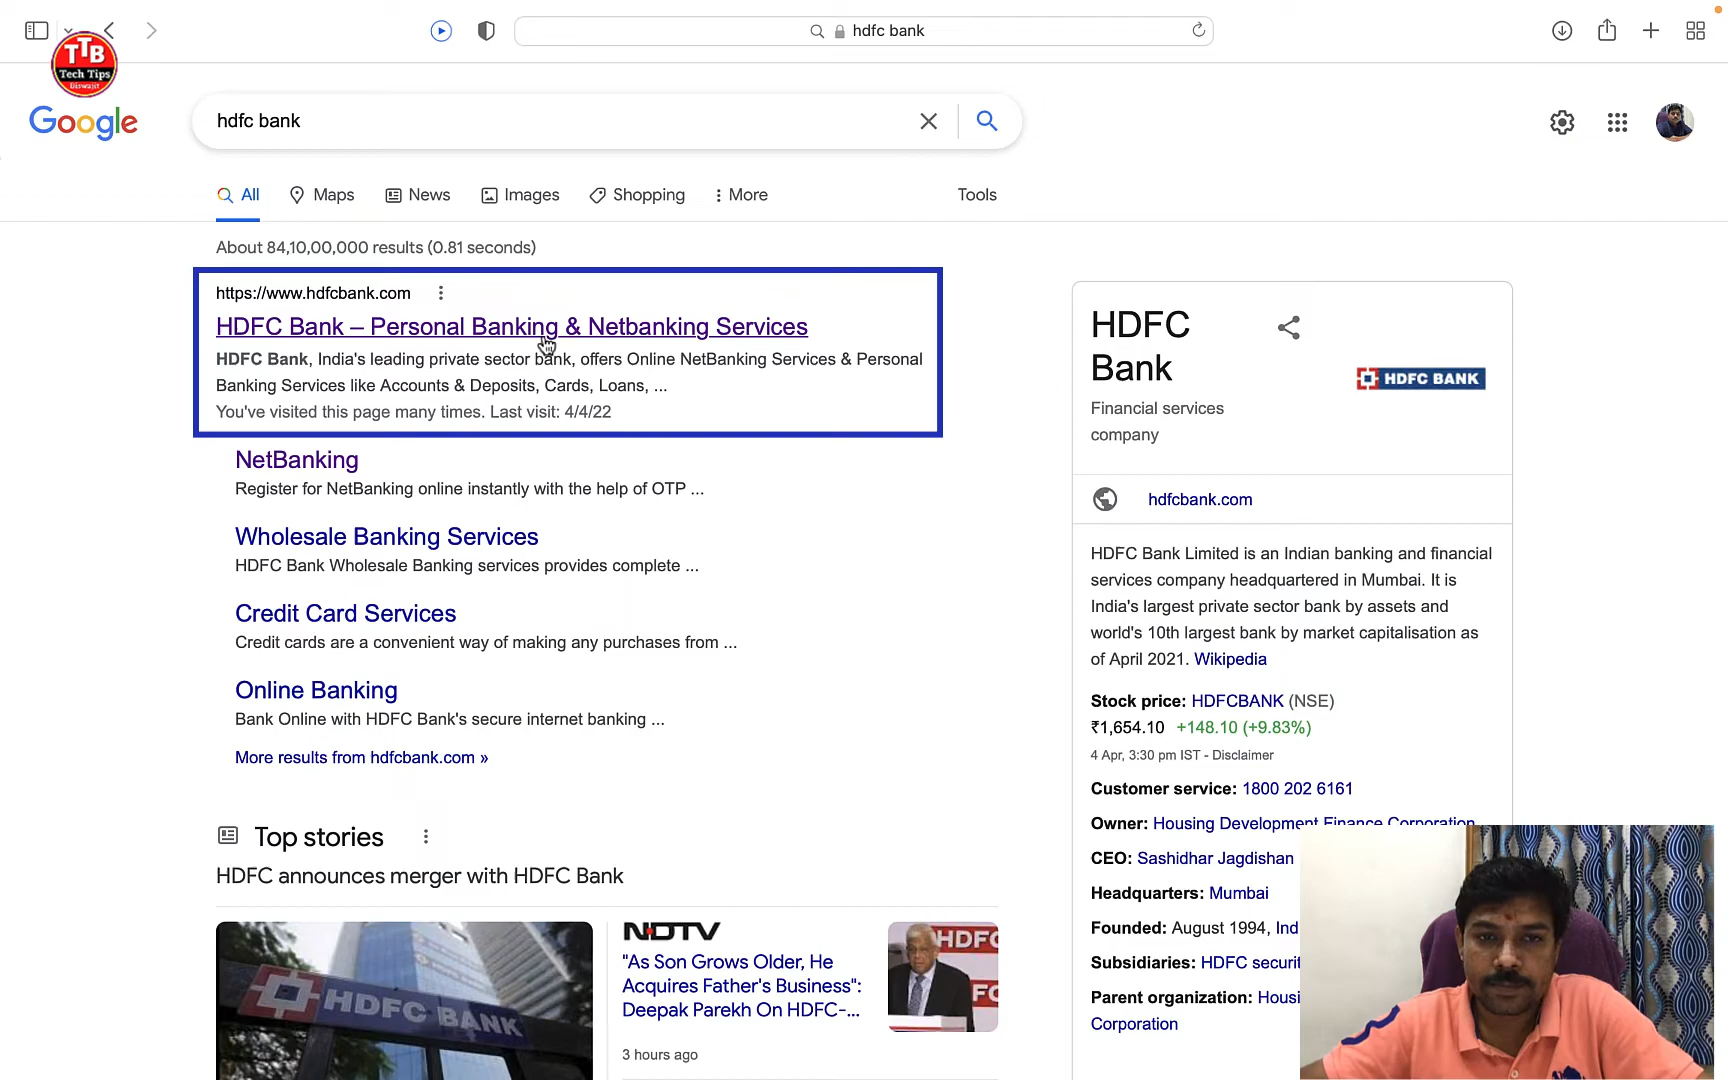 hdfc bank
TTB
Tech Tips
Biswajit
Google
hdfc bank
All
Maps
News
Images
Shopping
More
Tools
About 84,10,00,000 results (0.81 seconds)
https://www.hdfcbank.com
HDFC Bank – Personal Banking & Netbanking Services
HDFC Bank, India's leading private sector bank, offers Online NetBanking Services & Personal
Banking Services like Accounts & Deposits, Cards, Loans, ...
You've visited this page many times. Last visit: 4/4/22
NetBanking
Register for NetBanking online instantly with the help of OTP ...
Wholesale Banking Services
HDFC Bank Wholesale Banking services provides complete ...
Credit Card Services
Credit cards are a convenient way of making any purchases from ...
Online Banking
Bank Online with HDFC Bank's secure internet banking ...
More results from hdfcbank.com »
Top stories
HDFC announces merger with HDFC Bank
HDFC BANK
NDTV
"As Son Grows Older, He
Acquires Father's Business":
Deepak Parekh On HDFC-...
3 hours ago
HDFC
HDFC
Bank
Financial services
company
HDFC BANK
hdfcbank.com
HDFC Bank Limited is an Indian banking and financial
services company headquartered in Mumbai. It is
India's largest private sector bank by assets and
world's 10th largest bank by market capitalisation as
of April 2021. Wikipedia
Stock price: HDFCBANK (NSE)
₹1,654.10 +148.10 (+9.83%)
4 Apr, 3:30 pm IST - Disclaimer
Customer service: 1800 202 6161
Owner: Housing Development Finance Corporation
CEO: Sashidhar Jagdishan
Headquarters: Mumbai
Founded: August 1994, Ind
Subsidiaries: HDFC securit
Parent organization: Housi
Corporation